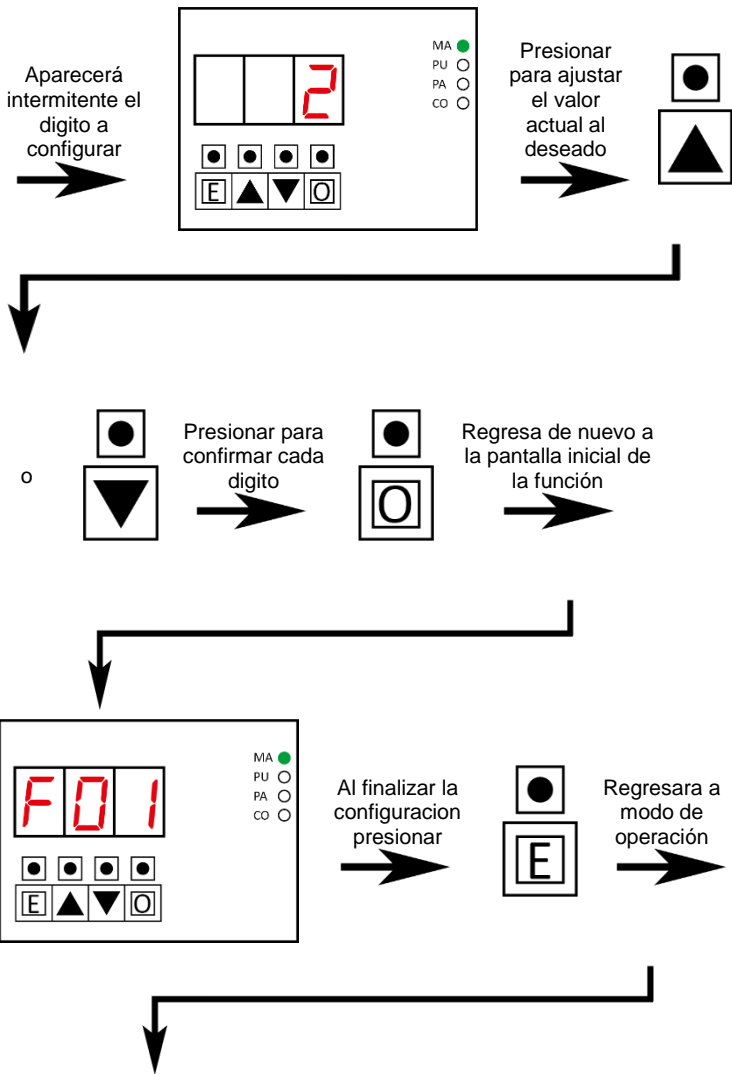 Aparecerá
intermitente el
digito a
configurar
2
MA
PU
PA
CO
E
O
Presionar
para ajustar
el valor
actual al
deseado
o
Presionar para
confirmar cada
digito
O
Regresa de nuevo a
la pantalla inicial de
la función
F01
MA
PU
PA
CO
E
O
Al finalizar la
configuracion
presionar
E
Regresara a
modo de
operación